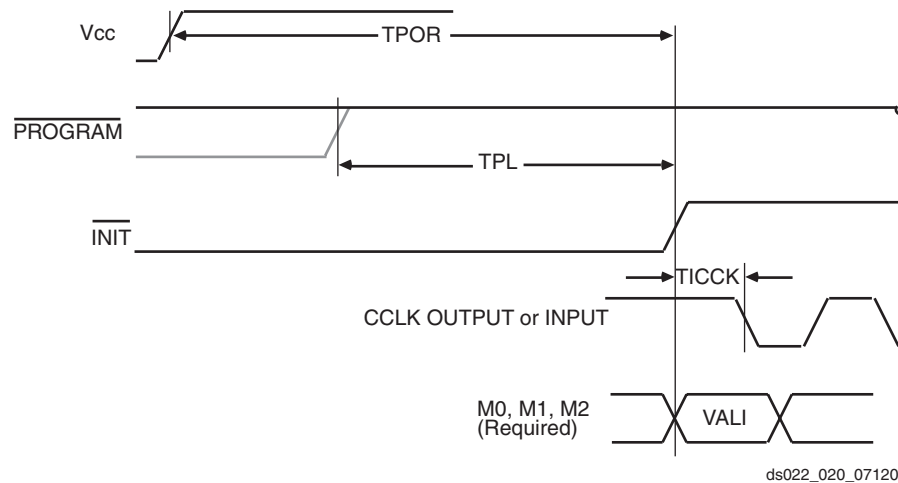 Vcc
TPOR
PROGRAM
TPL
INIT
TICCK
CCLK OUTPUT or INPUT
M0, M1, M2
(Required)
VALI
ds022_020_07120